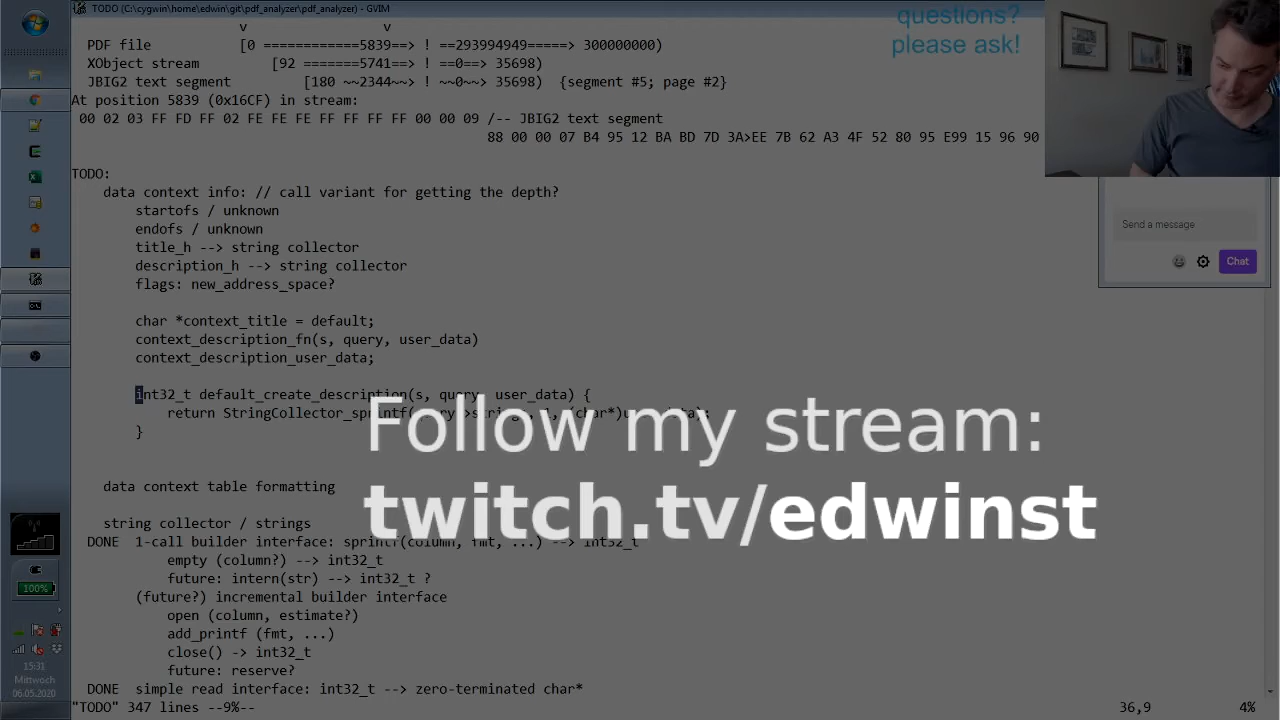 TODO (C:\cygwin\home\edwin\git\pdf_analyzer\pdf_analyzer) - GVIM
questions?
please ask!
v v
PDF file [0 ============5839==> ! ==293994949=====> 300000000)
XObject stream [92 ======5741==> ! ==0==> 35698)
JBIG2 text segment [180 ~~2344~~> ! ~~0~~> 35698) {segment #5; page #2}
At position 5839 (0x16CF) in stream:
00 02 03 FF FD FF 02 FE FE FE FF FF FF FF 00 00 09 /-- JBIG2 text segment
88 00 00 07 B4 95 12 BA BD 7D 3A>EE 7B 62 A3 4F 52 80 95 E99 15 96 90
TODO:
data context info: // call variant for getting the depth?
startofs / unknown
endofs / unknown
title_h --> string collector
description_h --> string collector
flags: new_address_space?
Send a message
Chat
char *context_title = default;
context_description_fn(s, query, user_data)
context_description_user_data;
int32_t default_create_description(s, query, user_data) {
return StringCollector_sprintf(
}
Follow my stream:
twitch.tv/edwinst
data context table formatting
string collector / strings
DONE 1-call builder interface: sprintf(column, fmt, ...) --> int32_t
empty (column?) --> int32_t
future: intern(str) --> int32_t ?
(future?) incremental builder interface
open (column, estimate?)
add_printf (fmt, ...)
close() -> int32_t
future: reserve?
DONE simple read interface: int32_t --> zero-terminated char*
"TODO" 347 lines --9%-- 36,9 4%
100%
15:31
Mittwoch
06.05.2020